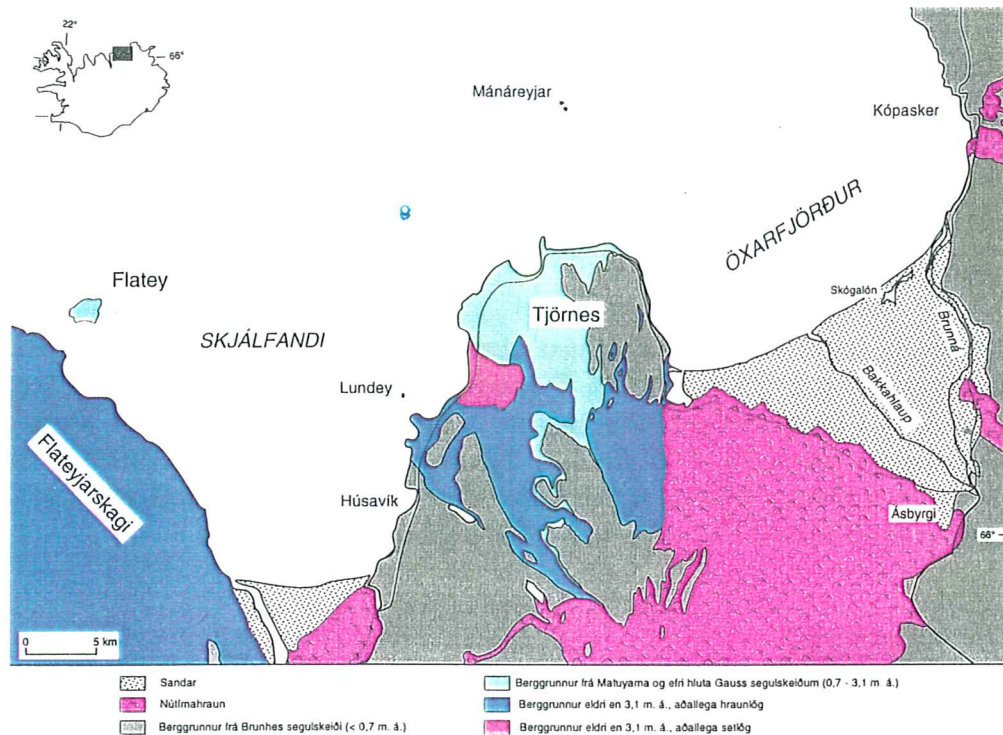 22°
66°
Mánáreyjar
Kópasker
ÖXARFJÖRÐUR
Flatey
Skógalón
Tjörnes
SKJÁLFANDI
Brunná
Bakkahlaup
Lundey
Flateyjarskagi
Húsavík
Ásbyrgi
66°
0 5 km
Sandar
Nútímahraun
Berggrunnur frá Brunhes segulskeiði (< 0,7 m. á.)
Berggrunnur frá Matuyama og efri hluta Gauss segulskeiðum (0,7 - 3,1 m. á.)
Berggrunnur eldri en 3,1 m. á., aðallega hraunlög
Berggrunnur eldri en 3,1 m. á., aðallega setlög